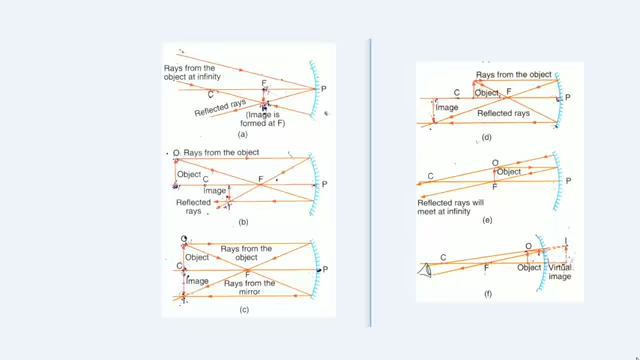 Rays from the
object at infinity
C
F
P
Reflected rays
(Image is
formed at F)
(a)
O Rays from the object
Object
C
F
P
Image
Reflected
rays
(b)
Rays from the
object
Object
C
F
P
Image
Rays from the
mirror
(c)
Rays from the object
C
Object
F
P
Image
Reflected rays
(d)
O
Object
C
F
P
Reflected rays will
meet at infinity
(e)
O
I
C
F
Object
Virtual
image
(f)